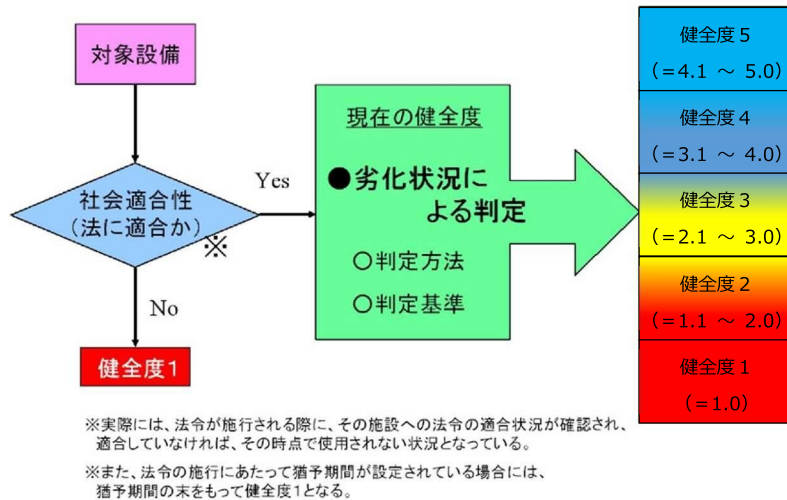 対象設備
社会適合性
(法に適合か)
※
Yes
No
健全度1
現在の健全度
●劣化状況に
よる判定
○判定方法
○判定基準
健全度5
(=4.1 ~ 5.0)
健全度4
(=3.1 ~ 4.0)
健全度3
(=2.1 ~ 3.0)
健全度2
(=1.1 ~ 2.0)
健全度1
(=1.0)
※実際には、法令が施行される際に、その施設への法令の適合状況が確認され、
適合していなければ、その時点で使用されない状況となっている。
※また、法令の施行にあたって猶予期間が設定されている場合には、
猶予期間の末をもって健全度1となる。